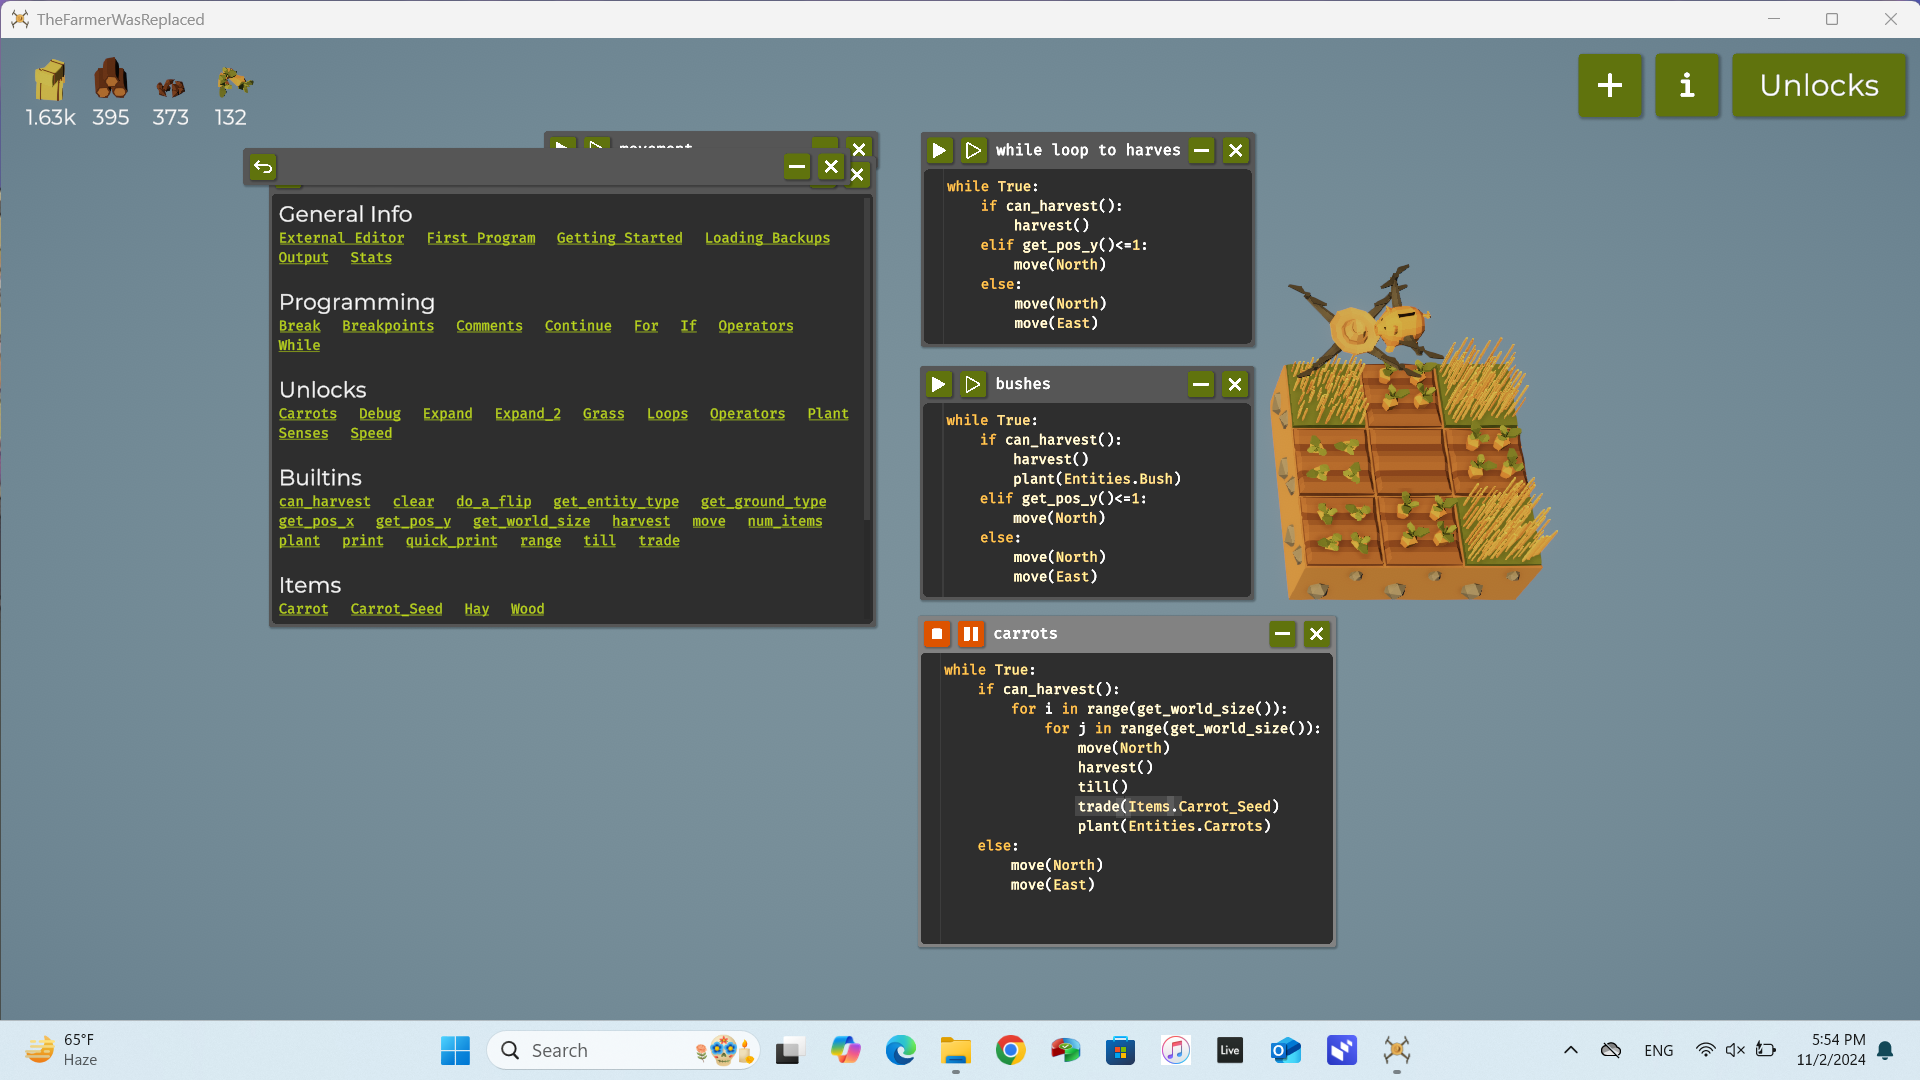 TheFarmerWasReplaced
1.63k 395 373 132
Unlocks
General Info
External Editor First Program Getting Started Loading Backups
Output Stats
Programming
Break Breakpoints Comments Continue For If Operators
While
Unlocks
Carrots Debug Expand Expand_2 Grass Loops Operators Plant
Senses Speed
Builtins
can_harvest clear do_a_flip get_entity_type get_ground_type
get_pos_x get_pos_y get_world_size harvest move num_items
plant print quick_print range till trade
Items
Carrot Carrot_Seed Hay Wood
movement
while loop to harves
while True:
if can_harvest():
harvest()
elif get_pos_y()<=1:
move(North)
else:
move(North)
move(East)
bushes
while True:
if can_harvest():
harvest()
plant(Entities.Bush)
elif get_pos_y()<=1:
move(North)
else:
move(North)
move(East)
carrots
while True:
if can_harvest():
for i in range(get_world_size()):
for j in range(get_world_size()):
move(North)
harvest()
till()
trade(Items.Carrot_Seed)
plant(Entities.Carrots)
else:
move(North)
move(East)
65°F
Haze
Search
Live
ENG
5:54 PM
11/2/2024